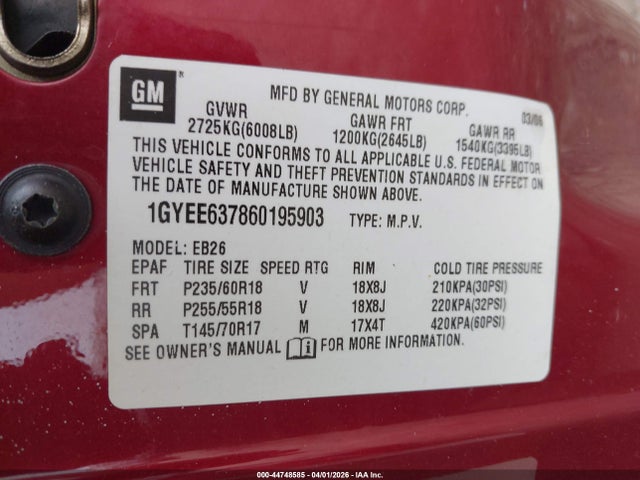 GM ®
MFD BY GENERAL MOTORS CORP. 03/06
GVWR GAWR FRT GAWR RR
2725KG(6008LB) 1200KG(2645LB) 1540KG(3395LB)
THIS VEHICLE CONFORMS TO ALL APPLICABLE U.S. FEDERAL MOTOR
VEHICLE SAFETY AND THEFT PREVENTION STANDARDS IN EFFECT ON
THE DATE OF MANUFACTURE SHOWN ABOVE.
1GYEE637860195903 TYPE: M.P.V.
MODEL: EB26
EPAF TIRE SIZE SPEED RTG RIM COLD TIRE PRESSURE
FRT P235/60R18 V 18X8J 210KPA(30PSI)
RR P255/55R18 V 18X8J 220KPA(32PSI)
SPA T145/70R17 M 17X4T 420KPA(60PSI)
SEE OWNER'S MANUAL i FOR MORE INFORMATION.
000-44748585 - 04/01/2026 - IAA Inc.